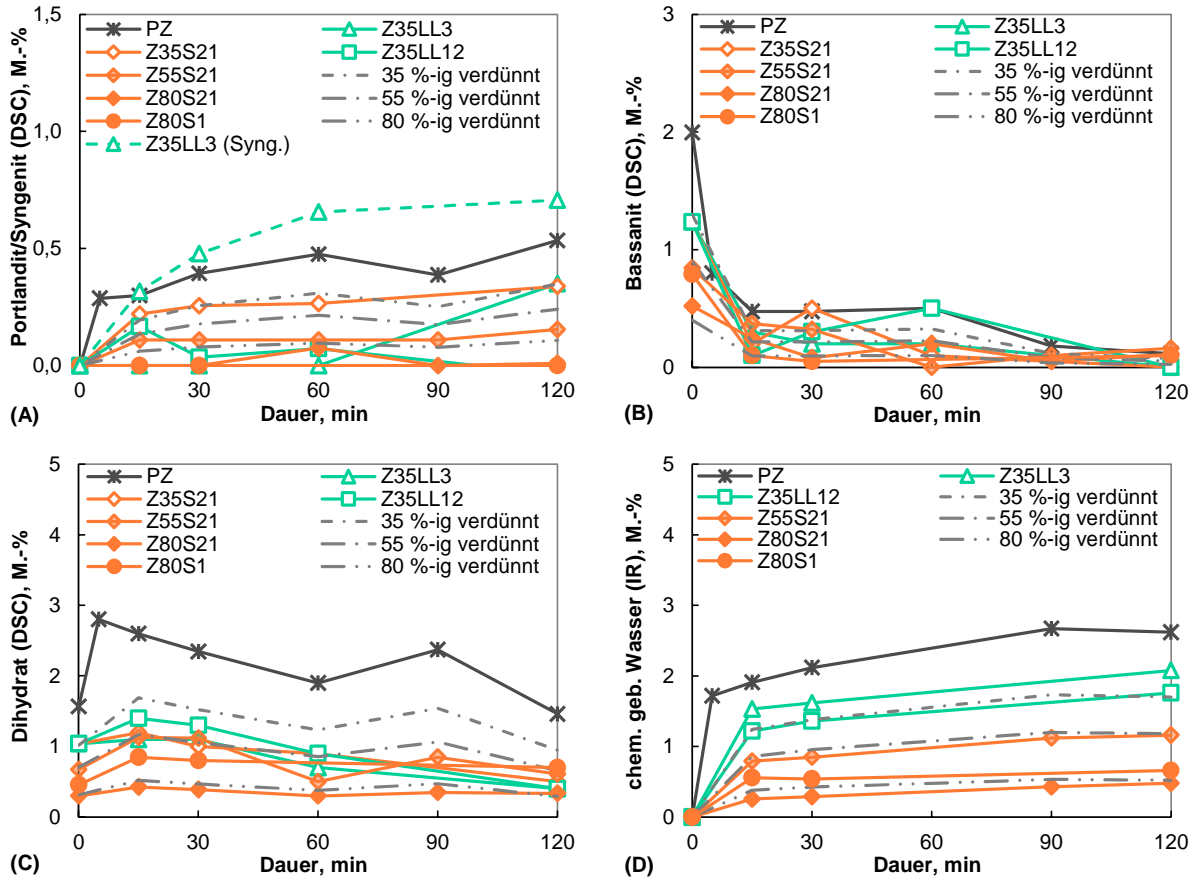 Portlandit/Syngenit (DSC), M.-%
1,5
1,0
0,5
0,0
PZ
Z35S21
Z55S21
Z80S21
Z80S1
Z35LL3 (Syng.)
Z35LL3
Z35LL12
35 %-ig verdünnt
55 %-ig verdünnt
80 %-ig verdünnt
0 30 60 90 120
Dauer, min
(A)
Bassanit (DSC), M.-%
3
2
1
0
PZ
Z35S21
Z55S21
Z80S21
Z80S1
Z35LL3
Z35LL12
35 %-ig verdünnt
55 %-ig verdünnt
80 %-ig verdünnt
0 30 60 90 120
Dauer, min
(B)
Dihydrat (DSC), M.-%
5
4
3
2
1
0
PZ
Z35S21
Z55S21
Z80S21
Z80S1
Z35LL3
Z35LL12
35 %-ig verdünnt
55 %-ig verdünnt
80 %-ig verdünnt
0 30 60 90 120
Dauer, min
(C)
chem. geb. Wasser (IR), M.-%
5
4
3
2
1
0
PZ
Z35LL12
Z55S21
Z80S21
Z80S1
Z35LL3
35 %-ig verdünnt
55 %-ig verdünnt
80 %-ig verdünnt
0 30 60 90 120
Dauer, min
(D)